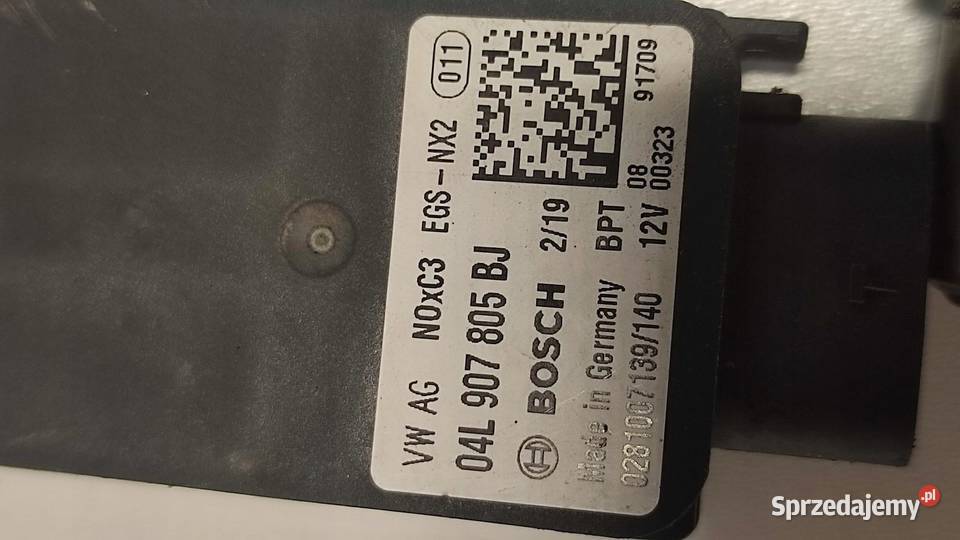 VW AG NOxC3 EGS-NX2 011
04L 907 805 BJ
BOSCH 2/19
Made in Germany BPT 08
0281007139/140 12V 00323
91709
Sprzedajemy.pl